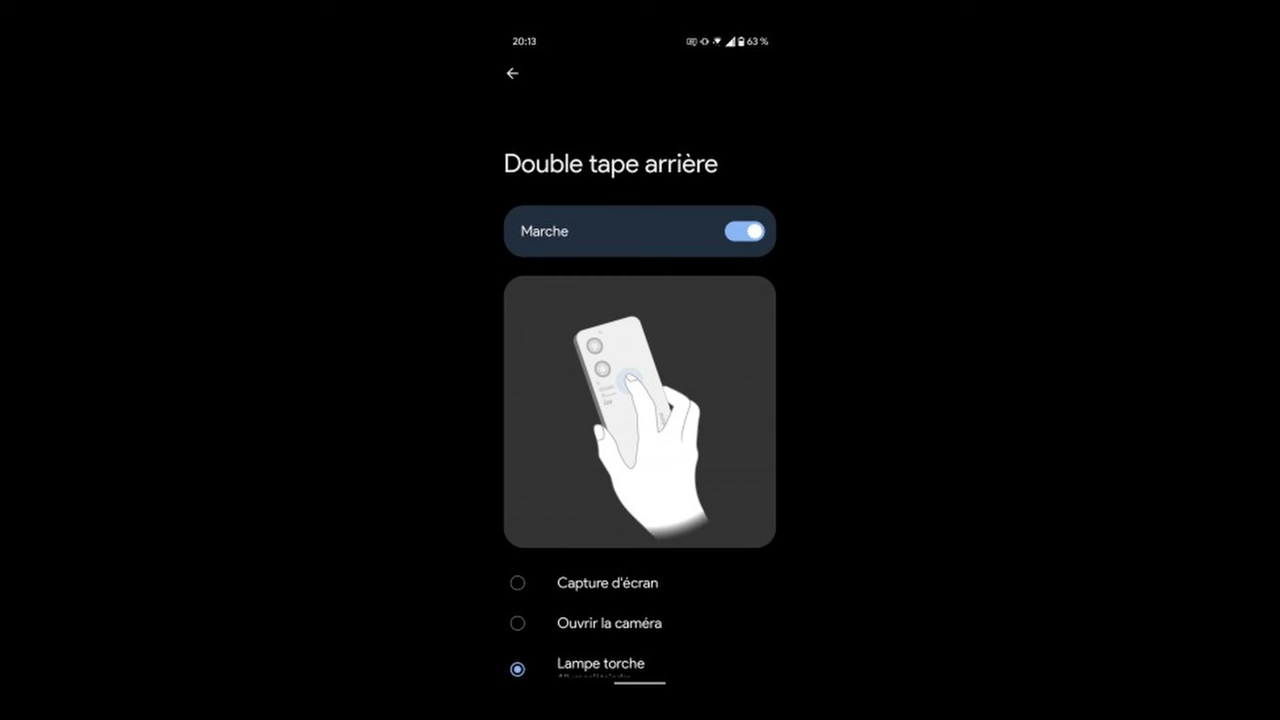 20:13
63 %
Double tape arrière
Marche
Capture d'écran
Ouvrir la caméra
Lampe torche